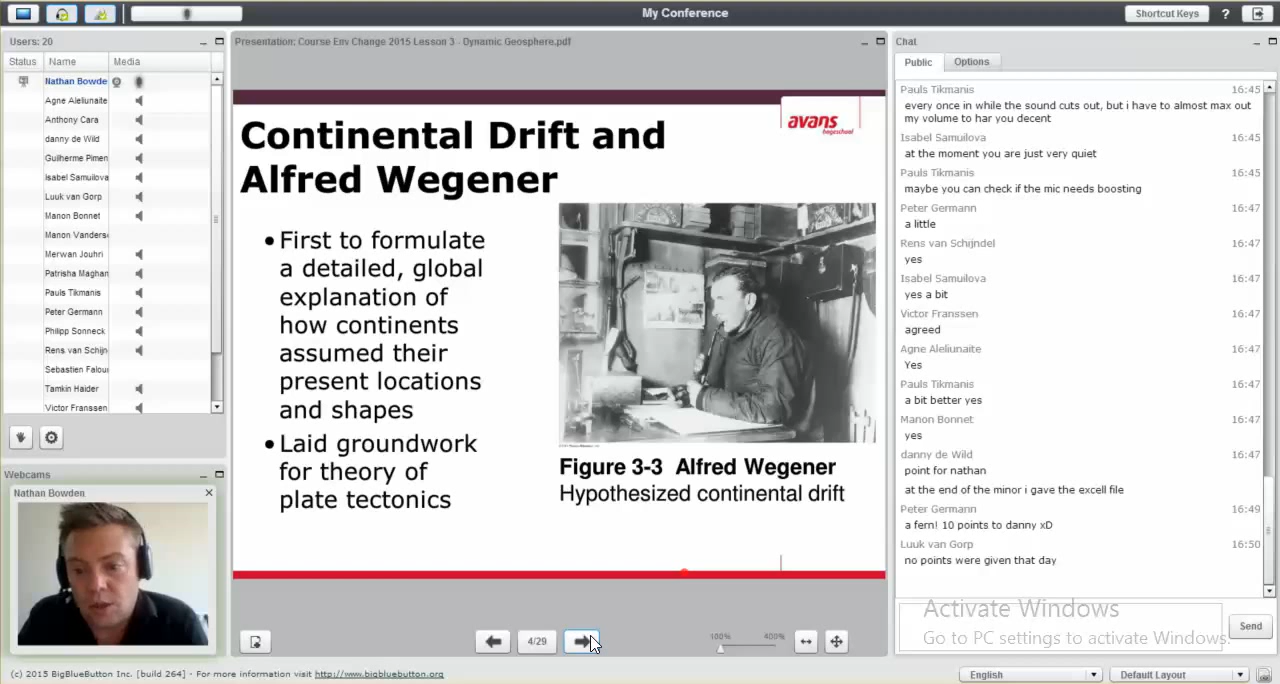 My Conference
Shortcut Keys
?
Users: 20
Status Name Media
Nathan Bowde
Agne Aleliunaite
Anthony Cara
danny de Wild
Guilherme Pimen
Isabel Samuilova
Luuk van Gorp
Manon Bonnet
Manon Vanders
Merwan Jouhri
Patrisha Maghan
Pauls Tikmanis
Peter Germann
Philipp Sonneck
Rens van Schijn
Sebastien Falou
Tamkin Haider
Victor Franssen
Webcams
Nathan Bowden
Presentation: Course Env Change 2015 Lesson 3 - Dynamic Geosphere.pdf
avans
hogeschool
Continental Drift and
Alfred Wegener
•First to formulate
a detailed, global
explanation of
how continents
assumed their
present locations
and shapes
•Laid groundwork
for theory of
plate tectonics
Figure 3-3 Alfred Wegener
Hypothesized continental drift
4/29
100% 400%
Chat
Public Options
Pauls Tikmanis 16:45
every once in while the sound cuts out, but i have to almost max out
my volume to har you decent
Isabel Samuilova 16:45
at the moment you are just very quiet
Pauls Tikmanis 16:45
maybe you can check if the mic needs boosting
Peter Germann 16:47
a little
Rens van Schijndel 16:47
yes
Isabel Samuilova 16:47
yes a bit
Victor Franssen 16:47
agreed
Agne Aleliunaite 16:47
Yes
Pauls Tikmanis 16:47
a bit better yes
Manon Bonnet 16:47
yes
danny de Wild 16:47
point for nathan
at the end of the minor i gave the excell file
Peter Germann 16:49
a fern! 10 points to danny xD
Luuk van Gorp 16:50
no points were given that day
Activate Windows
Go to PC settings to activate Windows.
Send
(c) 2015 BigBlueButton Inc. [build 264] - For more information visit http://www.bigbluebutton.org
English
Default Layout